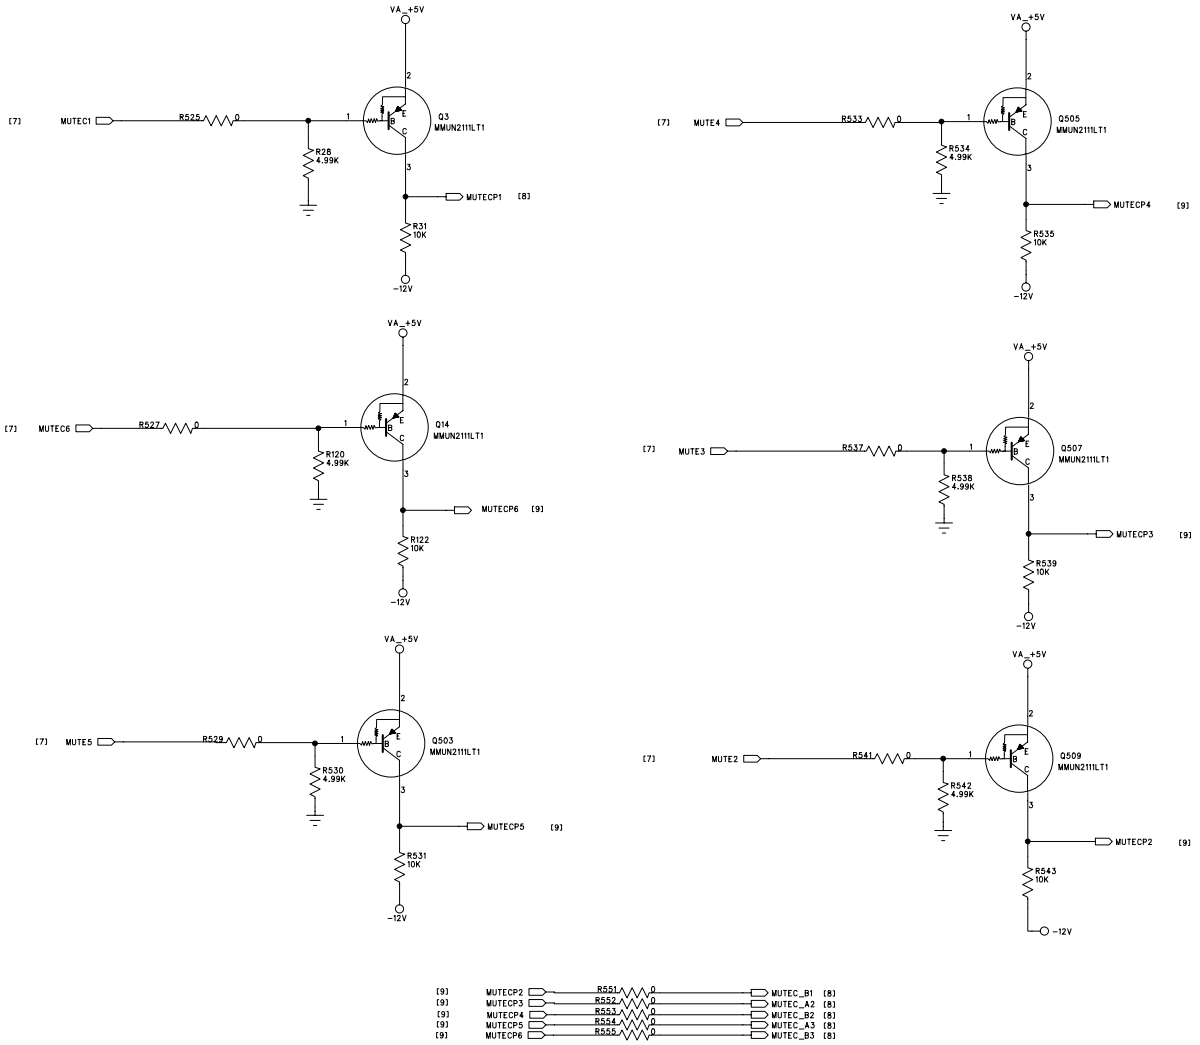 VA_+5V
2
[7] MUTEC1 R525 0 1 B E C Q3
MMUN2111LT1
R28
4.99K
3
MUTECP1 [8]
R31
10K
-12V
VA_+5V
2
[7] MUTE4 R533 0 1 B E C Q505
MMUN2111LT1
R534
4.99K
3
MUTECP4 [9]
R535
10K
-12V
VA_+5V
2
[7] MUTEC6 R527 0 1 B E C Q14
MMUN2111LT1
R120
4.99K
3
MUTECP6 [9]
R122
10K
-12V
VA_+5V
2
[7] MUTE3 R537 0 1 B E C Q507
MMUN2111LT1
R538
4.99K
3
MUTECP3 [9]
R539
10K
-12V
VA_+5V
2
[7] MUTE5 R529 0 1 B E C Q503
MMUN2111LT1
R530
4.99K
3
MUTECP5 [9]
R531
10K
-12V
VA_+5V
2
[7] MUTE2 R541 0 1 B E C Q509
MMUN2111LT1
R542
4.99K
3
MUTECP2 [9]
R543
10K
-12V
[9] MUTECP2 R551 0 MUTEC_B1 [8]
[9] MUTECP3 R552 0 MUTEC_A2 [8]
[9] MUTECP4 R553 0 MUTEC_B2 [8]
[9] MUTECP5 R554 0 MUTEC_A3 [8]
[9] MUTECP6 R555 0 MUTEC_B3 [8]